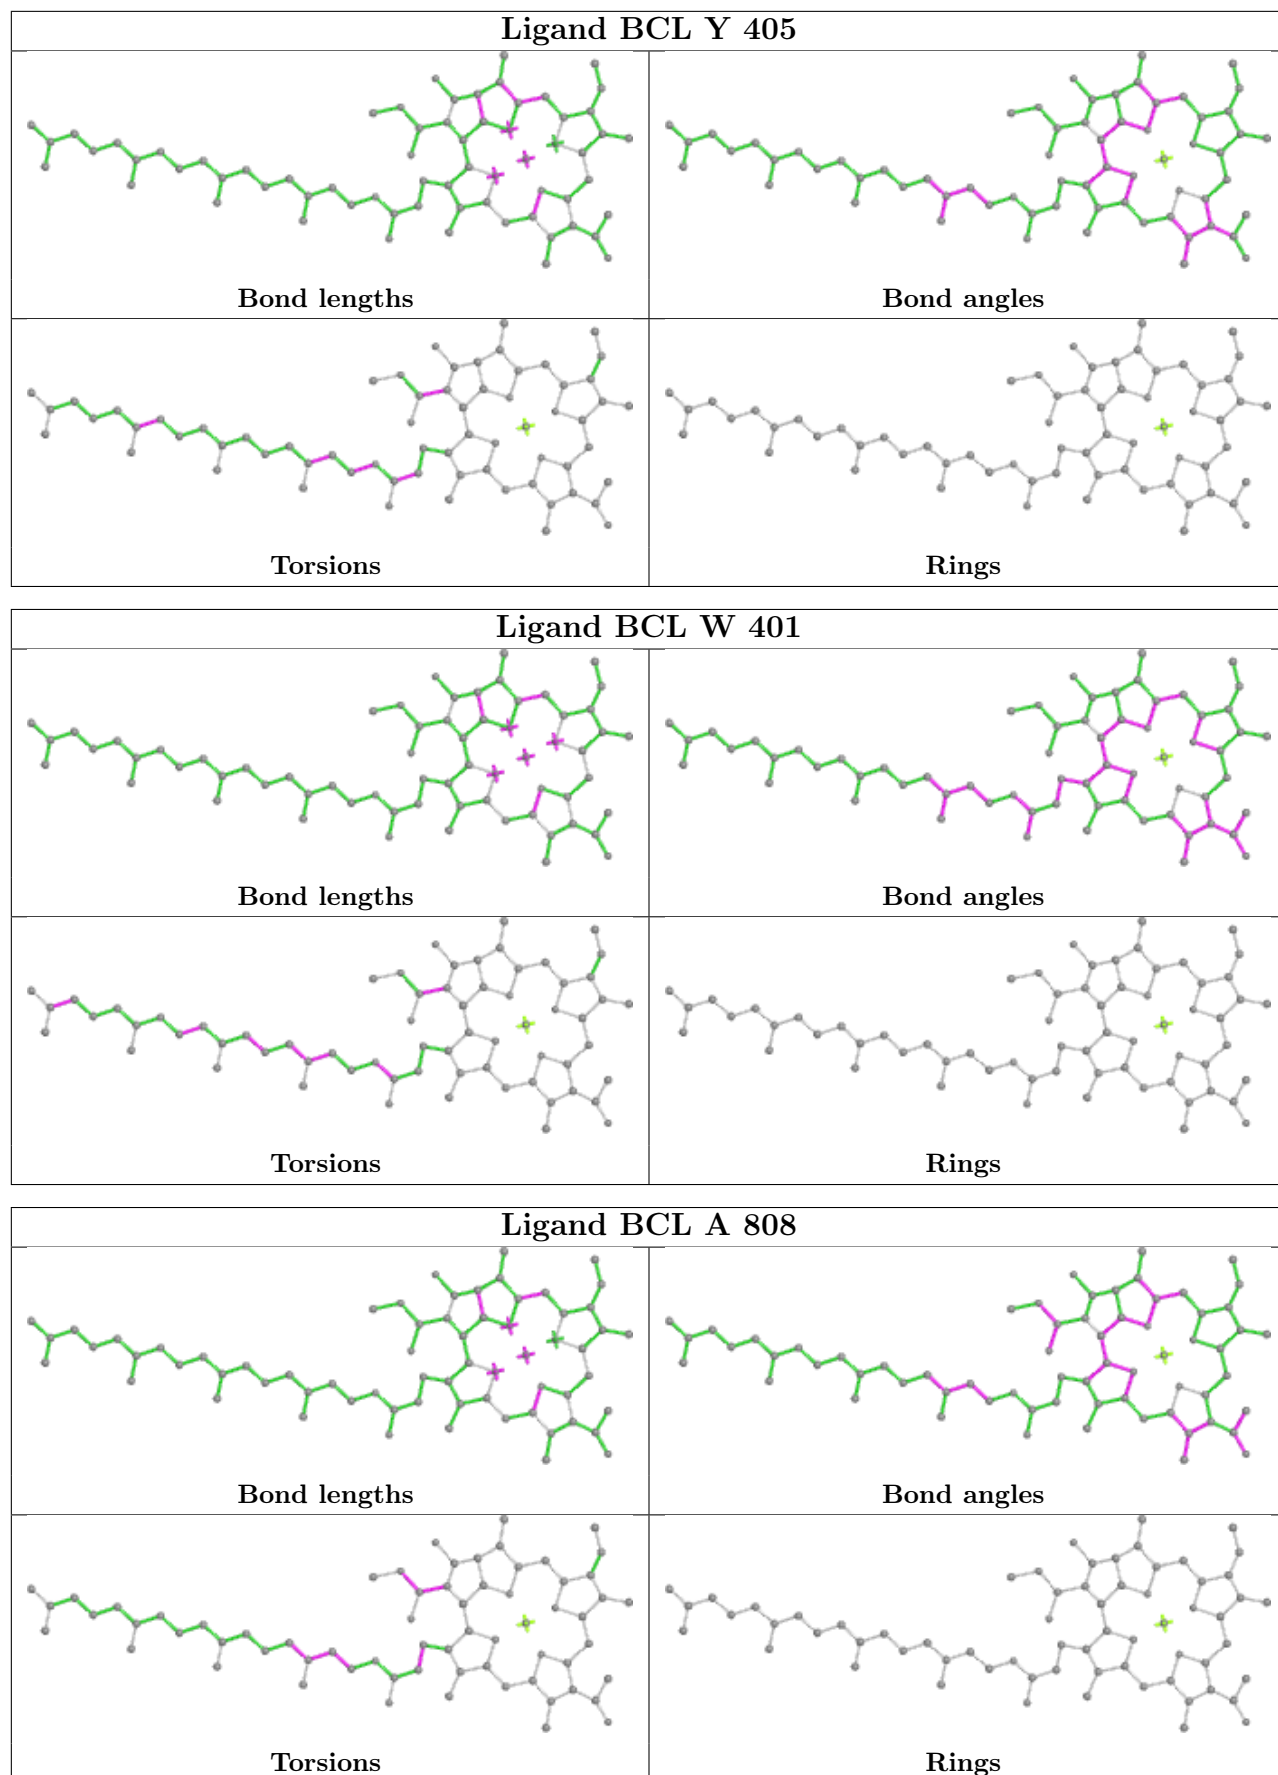 Ligand BCL Y 405
Bond lengths
Bond angles
Torsions
Rings
Ligand BCL W 401
Bond lengths
Bond angles
Torsions
Rings
Ligand BCL A 808
Bond lengths
Bond angles
Torsions
Rings